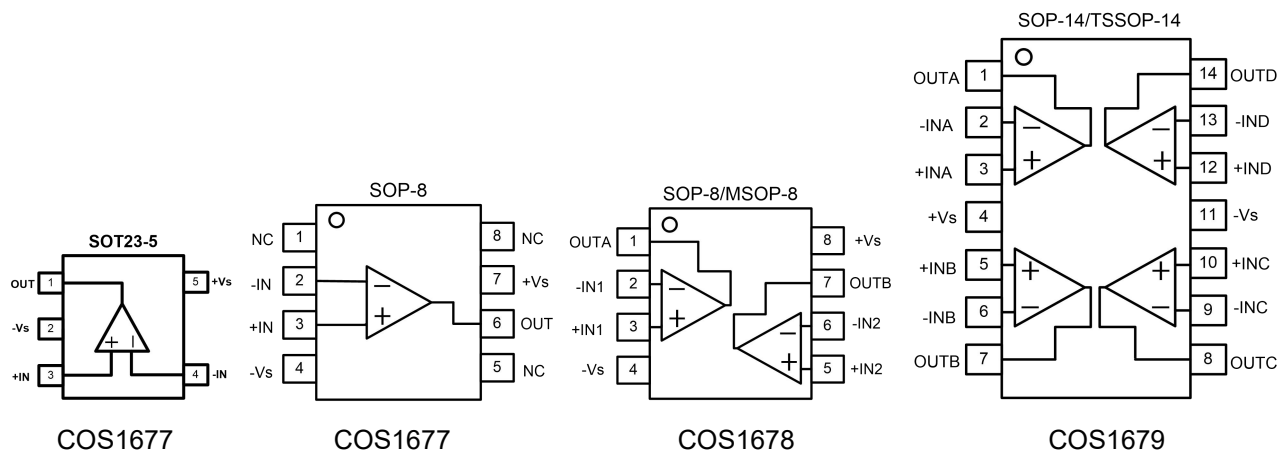 SOT23-5
OUT 1 5 +Vs
-Vs 2
+IN 3 + − 4 -IN
COS1677
SOP-8
NC 1 8 NC
-IN 2 − 7 +Vs
+IN 3 + 6 OUT
-Vs 4 5 NC
COS1677
SOP-8/MSOP-8
OUTA 1 8 +Vs
-IN1 2 − 7 OUTB
+IN1 3 + − 6 -IN2
-Vs 4 + 5 +IN2
COS1678
SOP-14/TSSOP-14
OUTA 1 14 OUTD
-INA 2 − − 13 -IND
+INA 3 + + 12 +IND
+Vs 4 11 -Vs
+INB 5 + + 10 +INC
-INB 6 − − 9 -INC
OUTB 7 8 OUTC
COS1679